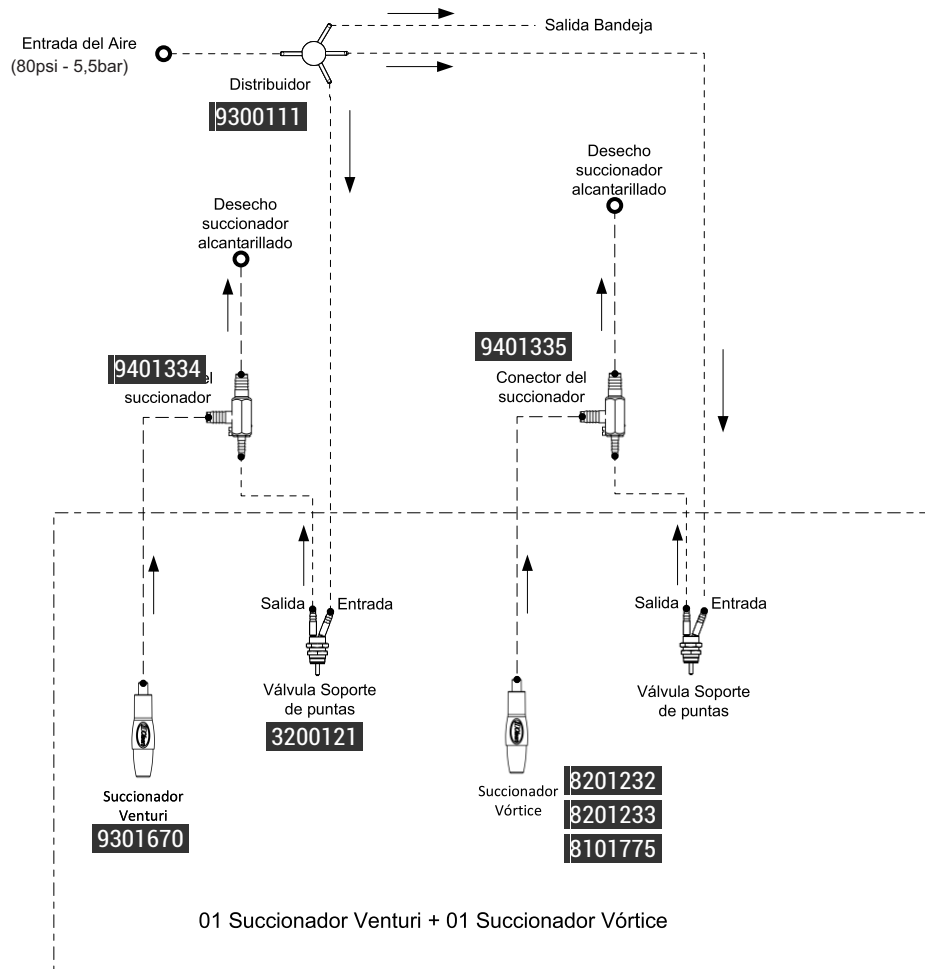 Salida Bandeja
Entrada del Aire
(80psi - 5,5bar)
Distribuidor
9300111
Desecho
succionador
alcantarillado
Desecho
succionador
alcantarillado
9401334
el
succionador
9401335
Conector del
succionador
Salida
Entrada
Válvula Soporte
de puntas
3200121
Salida
Entrada
Válvula Soporte
de puntas
Succionador
Venturi
9301670
Succionador
Vórtice
8201232
8201233
8101775
01 Succionador Venturi + 01 Succionador Vórtice